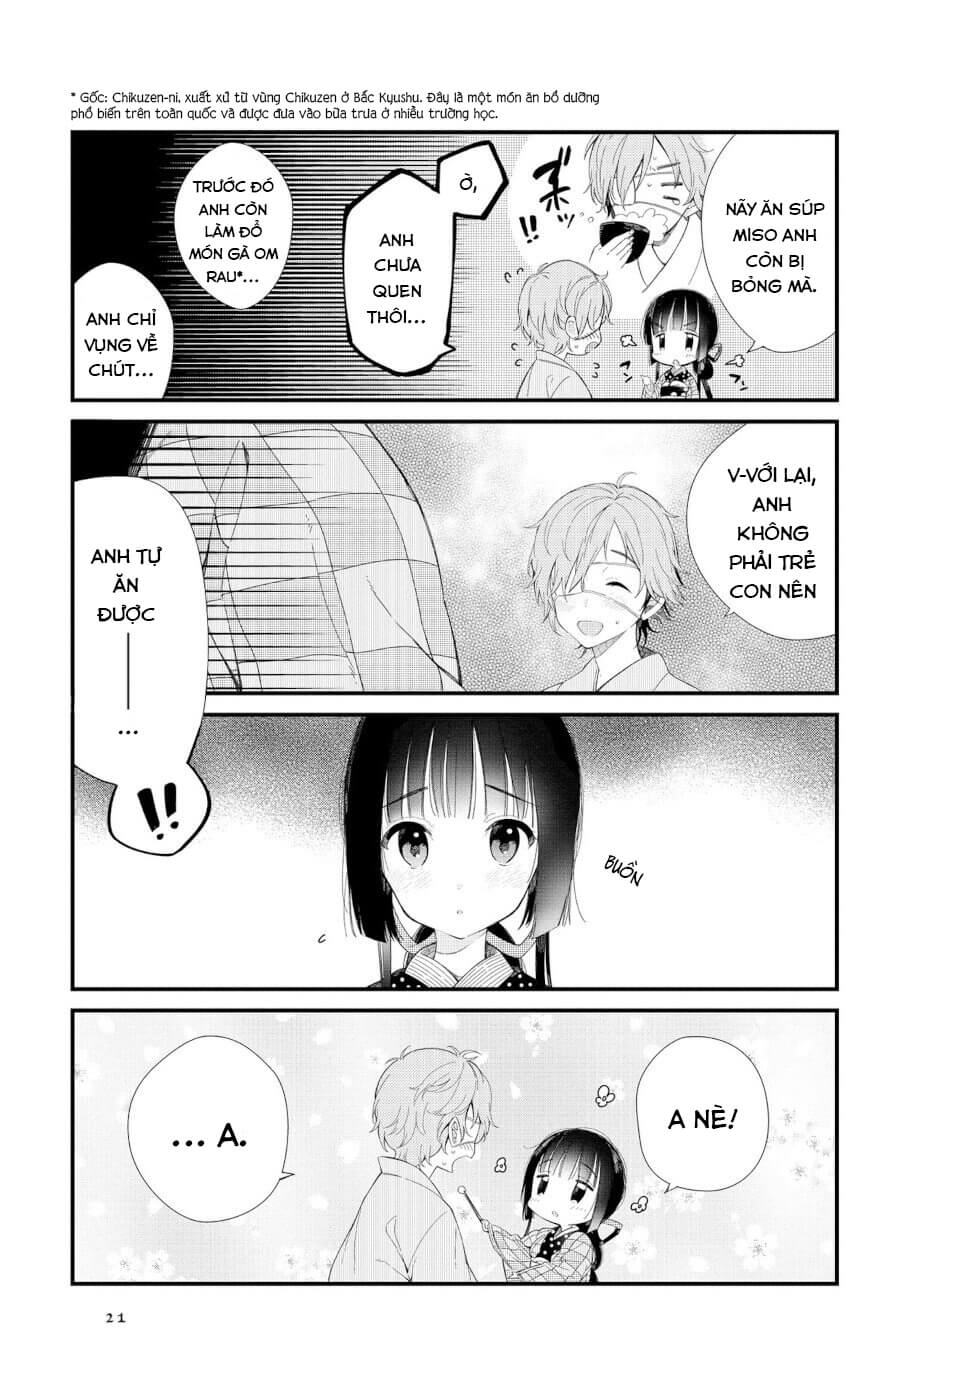 * Gốc: Chikuzen-ni, xuất xứ từ vùng Chikuzen ở Bắc Kyushu. Đây là một món ăn bổ dưỡng
phổ biến trên toàn quốc và được đưa vào bữa trưa ở nhiều trường học.
NÃY ĂN SÚP
MISO ANH
CÒN BỊ
BỎNG MÀ.
Ờ,
ANH
CHƯA
QUEN
THÔI...
TRƯỚC ĐÓ
ANH CÒN
LÀM ĐỔ
MÓN GÀ OM
RAU*...
ANH CHỈ
VỤNG VỀ
CHÚT...
!!
V-VỚI LẠI,
ANH
KHÔNG
PHẢI TRẺ
CON NÊN
ANH TỰ
ĂN
ĐƯỢC
—
...
!!
BUỒN
A NÈ!
... A.
21